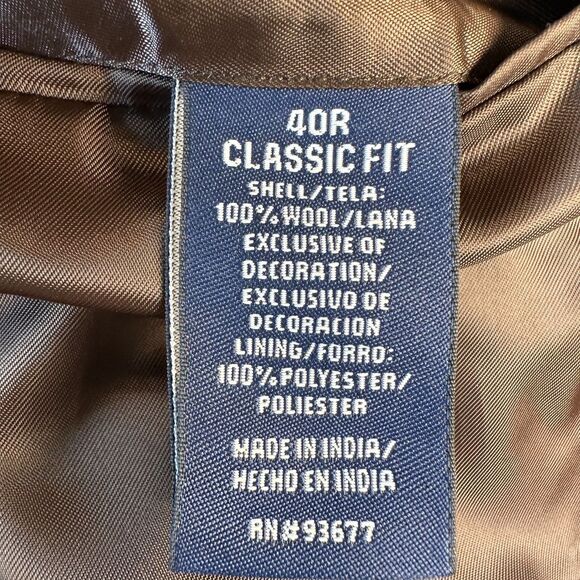 40R
CLASSIC FIT
SHELL/TELA:
100% WOOL/LANA
EXCLUSIVE OF
DECORATION/
EXCLUSIVO DE
DECORACION
LINING/FORRO:
100% POLYESTER/
POLIESTER
MADE IN INDIA/
HECHO EN INDIA
RN#93677